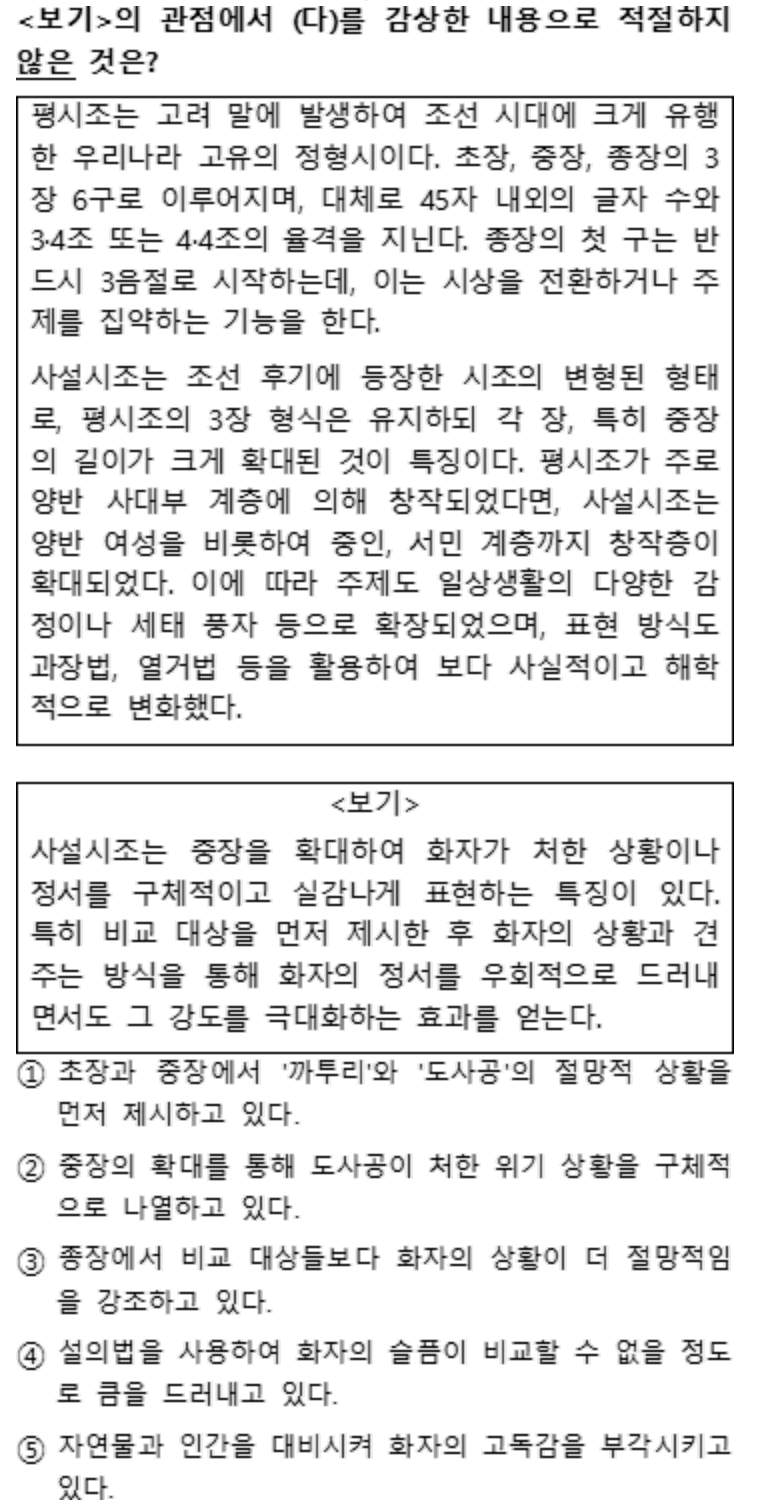 <보기>의 관점에서 (다)를 감상한 내용으로 적절하지
않은 것은?
평시조는 고려 말에 발생하여 조선 시대에 크게 유행
한 우리나라 고유의 정형시이다. 초장, 중장, 종장의 3
장 6구로 이루어지며, 대체로 45자 내외의 글자 수와
3·4조 또는 4·4조의 율격을 지닌다. 종장의 첫 구는 반
드시 3음절로 시작하는데, 이는 시상을 전환하거나 주
제를 집약하는 기능을 한다.
사설시조는 조선 후기에 등장한 시조의 변형된 형태
로, 평시조의 3장 형식은 유지하되 각 장, 특히 중장
의 길이가 크게 확대된 것이 특징이다. 평시조가 주로
양반 사대부 계층에 의해 창작되었다면, 사설시조는
양반 여성을 비롯하여 중인, 서민 계층까지 창작층이
확대되었다. 이에 따라 주제도 일상생활의 다양한 감
정이나 세태 풍자 등으로 확장되었으며, 표현 방식도
과장법, 열거법 등을 활용하여 보다 사실적이고 해학
적으로 변화했다.
<보기>
사설시조는 중장을 확대하여 화자가 처한 상황이나
정서를 구체적이고 실감나게 표현하는 특징이 있다.
특히 비교 대상을 먼저 제시한 후 화자의 상황과 견
주는 방식을 통해 화자의 정서를 우회적으로 드러내
면서도 그 강도를 극대화하는 효과를 얻는다.
① 초장과 중장에서 '까투리'와 '도사공'의 절망적 상황을
먼저 제시하고 있다.
② 중장의 확대를 통해 도사공이 처한 위기 상황을 구체적
으로 나열하고 있다.
③ 종장에서 비교 대상들보다 화자의 상황이 더 절망적임
을 강조하고 있다.
④ 설의법을 사용하여 화자의 슬픔이 비교할 수 없을 정도
로 큼을 드러내고 있다.
⑤ 자연물과 인간을 대비시켜 화자의 고독감을 부각시키고
있다.